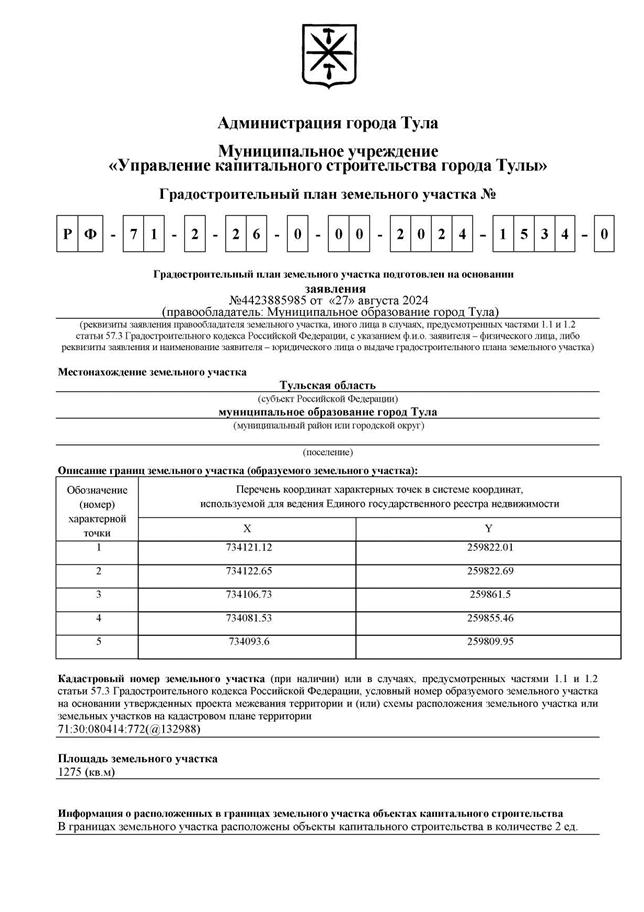 Администрация города Тула
Муниципальное учреждение
«Управление капитального строительства города Тулы»
Градостроительный план земельного участка №
Р Ф - 7 1 - 2 - 2 6 - 0 - 0 0 - 2 0 2 4 - 1 5 3 4 - 0
Градостроительный план земельного участка подготовлен на основании
заявления
№4423885985 от «27» августа 2024
(правообладатель: Муниципальное образование город Тула)
(реквизиты заявления правообладателя земельного участка, иного лица в случаях, предусмотренных частями 1.1 и 1.2
статьи 57.3 Градостроительного кодекса Российской Федерации, с указанием ф.и.о. заявителя – физического лица, либо
реквизиты заявления и наименование заявителя – юридического лица о выдаче градостроительного плана земельного участка)
Местонахождение земельного участка
Тульская область
(субъект Российской Федерации)
муниципальное образование город Тула
(муниципальный район или городской округ)
(поселение)
Описание границ земельного участка (образуемого земельного участка):
Обозначение (номер) характерной точки
Перечень координат характерных точек в системе координат,
используемой для ведения Единого государственного реестра недвижимости
X Y
1 734121.12 259822.01
2 734122.65 259822.69
3 734106.73 259861.5
4 734081.53 259855.46
5 734093.6 259809.95
Кадастровый номер земельного участка (при наличии) или в случаях, предусмотренных частями 1.1 и 1.2
статьи 57.3 Градостроительного кодекса Российской Федерации, условный номер образуемого земельного участка
на основании утвержденных проекта межевания территории и (или) схемы расположения земельного участка или
земельных участков на кадастровом плане территории
71:30:080414:772(@132988)
Площадь земельного участка
1275 (кв.м)
Информация о расположенных в границах земельного участка объектах капитального строительства
В границах земельного участка расположены объекты капитального строительства в количестве 2 ед.